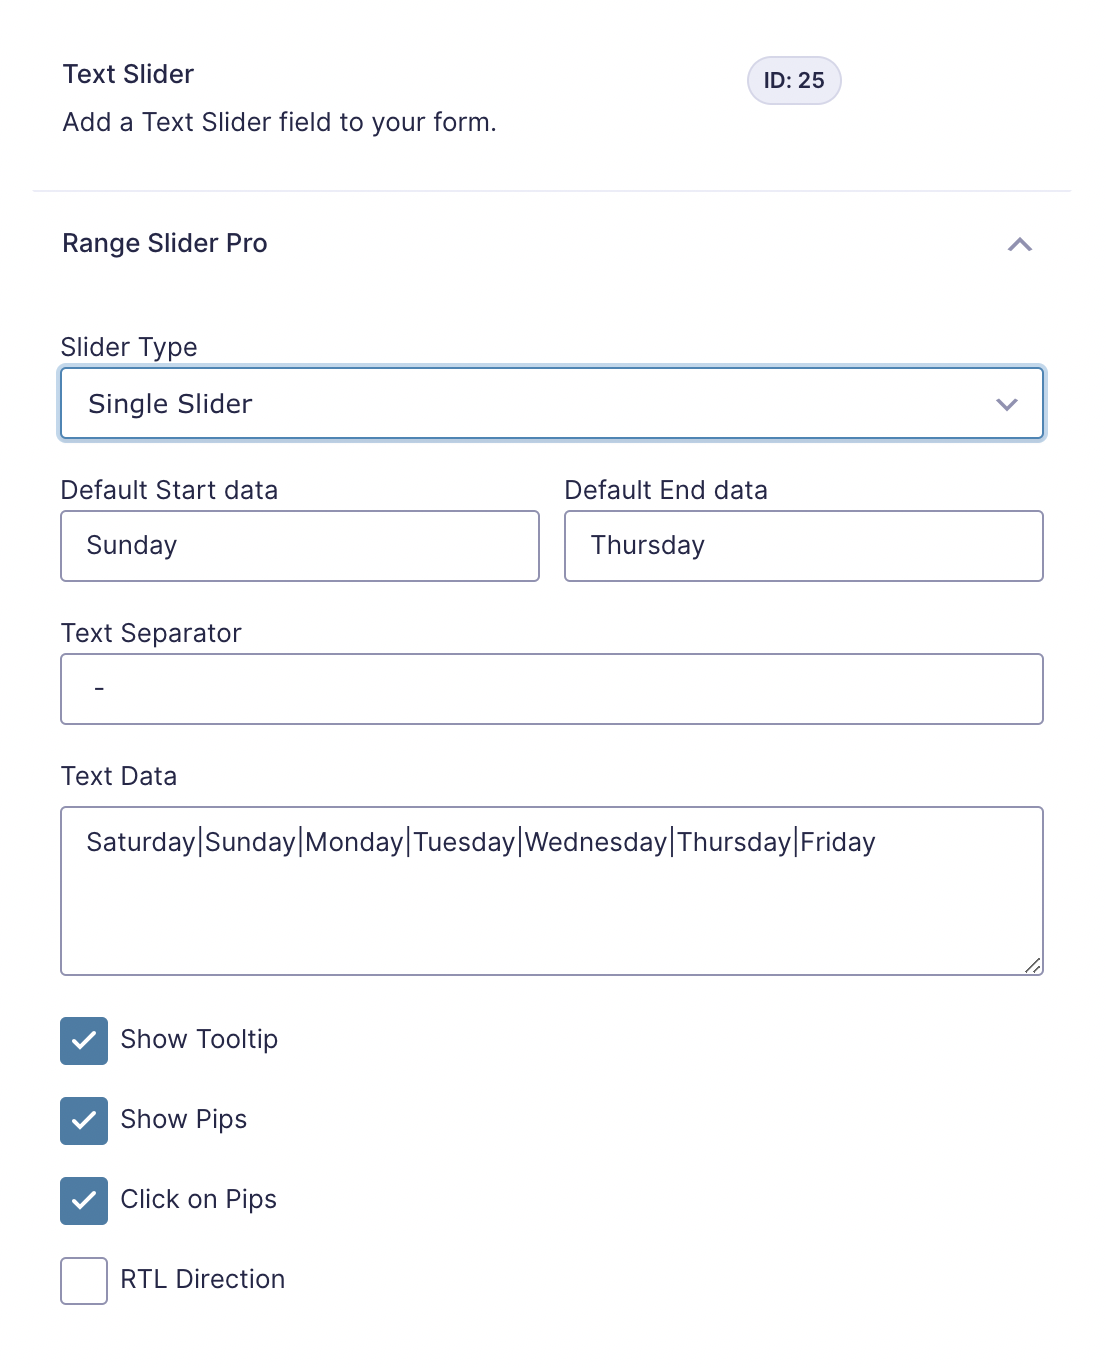 Text Slider
ID: 25
Add a Text Slider field to your form.
Range Slider Pro
Slider Type
Single Slider
Default Start data
Default End data
Sunday
Thursday
Text Separator
-
Text Data
Saturday|Sunday|Monday|Tuesday|Wednesday|Thursday|Friday
Show Tooltip
Show Pips
Click on Pips
RTL Direction